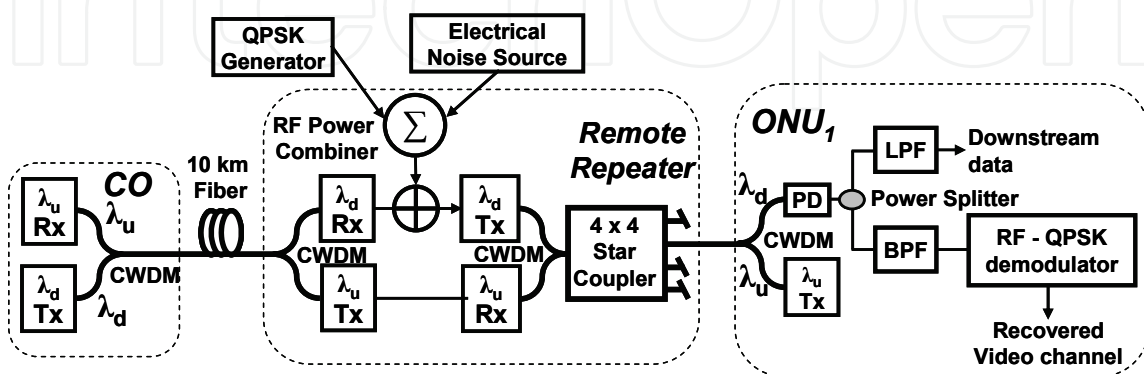 IntechOpen
QPSK
Generator
Electrical
Noise Source
Σ
RF Power
Combiner
Remote
Repeater
ONU1
10 km
Fiber
CO
λu
Rx
λu
CWDM
λd
Tx
λd
λd
Rx
CWDM
λu
Tx
λd
Tx
CWDM
λu
Rx
4 x 4
Star
Coupler
λd
PD
CWDM
λu
λu
Tx
LPF
Downstream
data
Power Splitter
BPF
RF - QPSK
demodulator
Recovered
Video channel